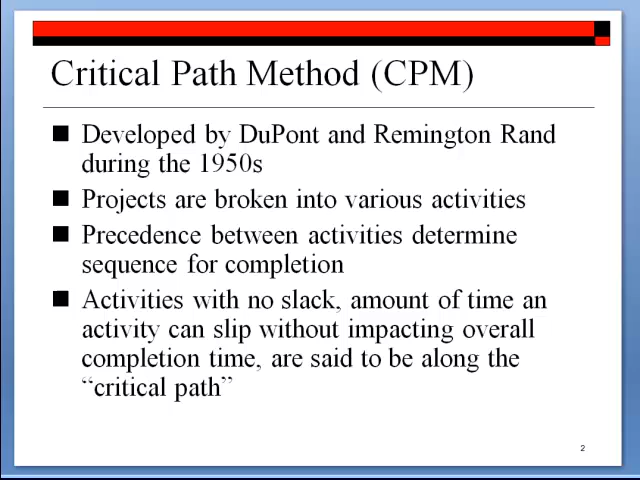 Critical Path Method (CPM)
Developed by DuPont and Remington Rand
during the 1950s
Projects are broken into various activities
Precedence between activities determine
sequence for completion
Activities with no slack, amount of time an
activity can slip without impacting overall
completion time, are said to be along the
“critical path”
2